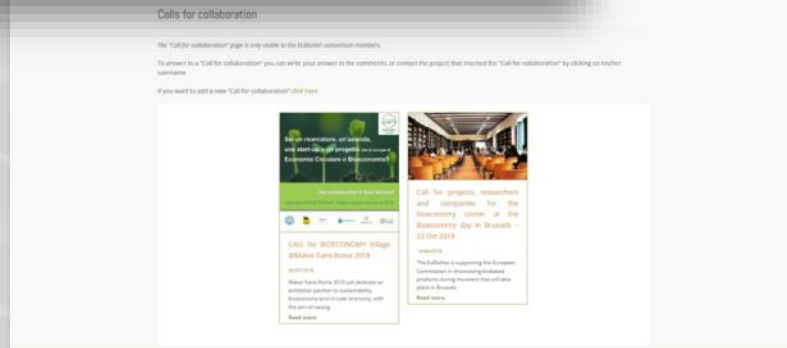 Calls for collaboration
The "Call for collaboration" page is only visible to the EuBioNet consortium members.
To answer to a "Call for collaboration" you can write your answer in the comments, or contact the project that inserted the "Call for collaboration" by clicking on his/her
username
If you want to add a new "Call for collaboration" click here
Sei un ricercatore, un'azienda,
una start-up o un progetto che si occupa di
Economia Circolare o Bioeconomia?
CALL for BIOECONOMY Village
@Maker Faire Rome 2018
Maker Faire Rome 2018 will dedicate an
exhibition pavilion to sustainability,
bioeconomy and circular economy, with
the aim of raising
Read more
Call for projects, researchers
and companies for the
bioeconomy corner at the
Bioeconomy day in Brussels –
22 Oct 2018
The EuBioNet is supporting the European
Commission in showcasing biobased
products during the event that will take
place in Brussels
Read more